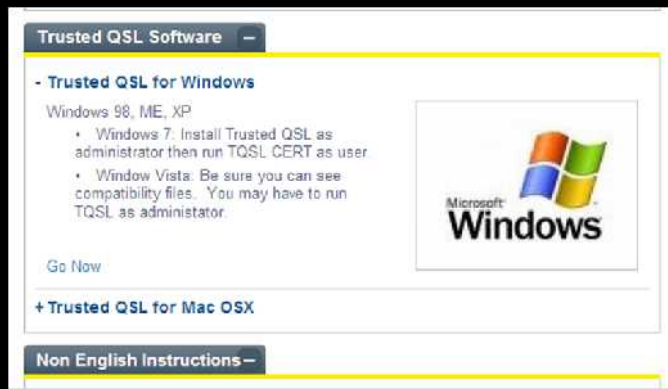 Trusted QSL Software –
- Trusted QSL for Windows
Windows 98, ME, XP
• Windows 7: Install Trusted QSL as
administrator then run TQSL CERT as user.
• Window Vista: Be sure you can see
compatibility files. You may have to run
TQSL as administator.
Microsoft
Windows
Go Now
+ Trusted QSL for Mac OSX
Non English Instructions –